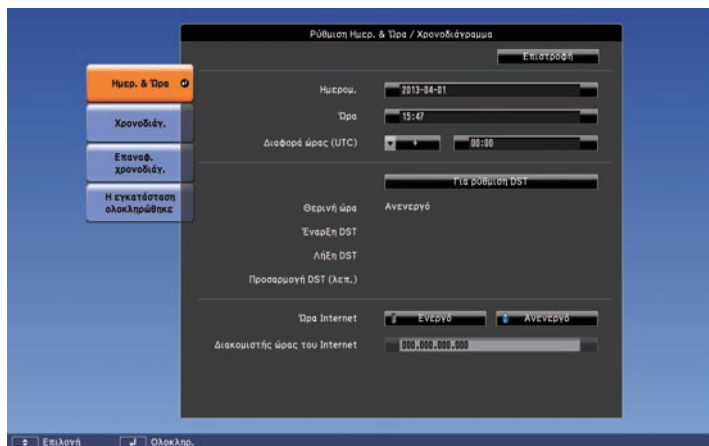 Ρύθμιση Ημερ. & Ώρα / Χρονοδιάγραμμα
Επιστροφή
Ημερ. & Ώρα
Χρονοδιάγ.
Επαναφ.
χρονοδιάγ.
Η εγκατάσταση
ολοκληρώθηκε
Ημερομ.
2013-04-01
Ώρα
15:47
Διαφορά ώρας (UTC)
+
00:00
Για ρύθμιση DST
Θερινή ώρα
Ανενεργό
Έναρξη DST
Λήξη DST
Προσαρμογή DST (λεπ.)
Ώρα Internet
Ενεργό
Ανενεργό
Διακομιστής ώρας του Internet
000.000.000.000
Επιλογή
Ολοκληρ.